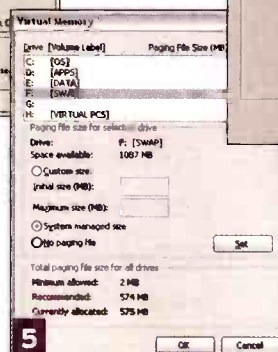 Virtual Memory
Drive [Volume Label] Paging File Size (MB)
C: [OS]
D: [APPS]
E: [DATA]
F: [SWAP]
G:
H: [VIRTUAL PCS]
Paging file size for selected drive
Drive: F: [SWAP]
Space available: 1087 MB
Custom size:
Initial size (MB):
Maximum size (MB):
System managed size
No paging file Set
Total paging file size for all drives
Minimum allowed: 2 MB
Recommended: 574 MB
Currently allocated: 575 MB
5 OK Cancel